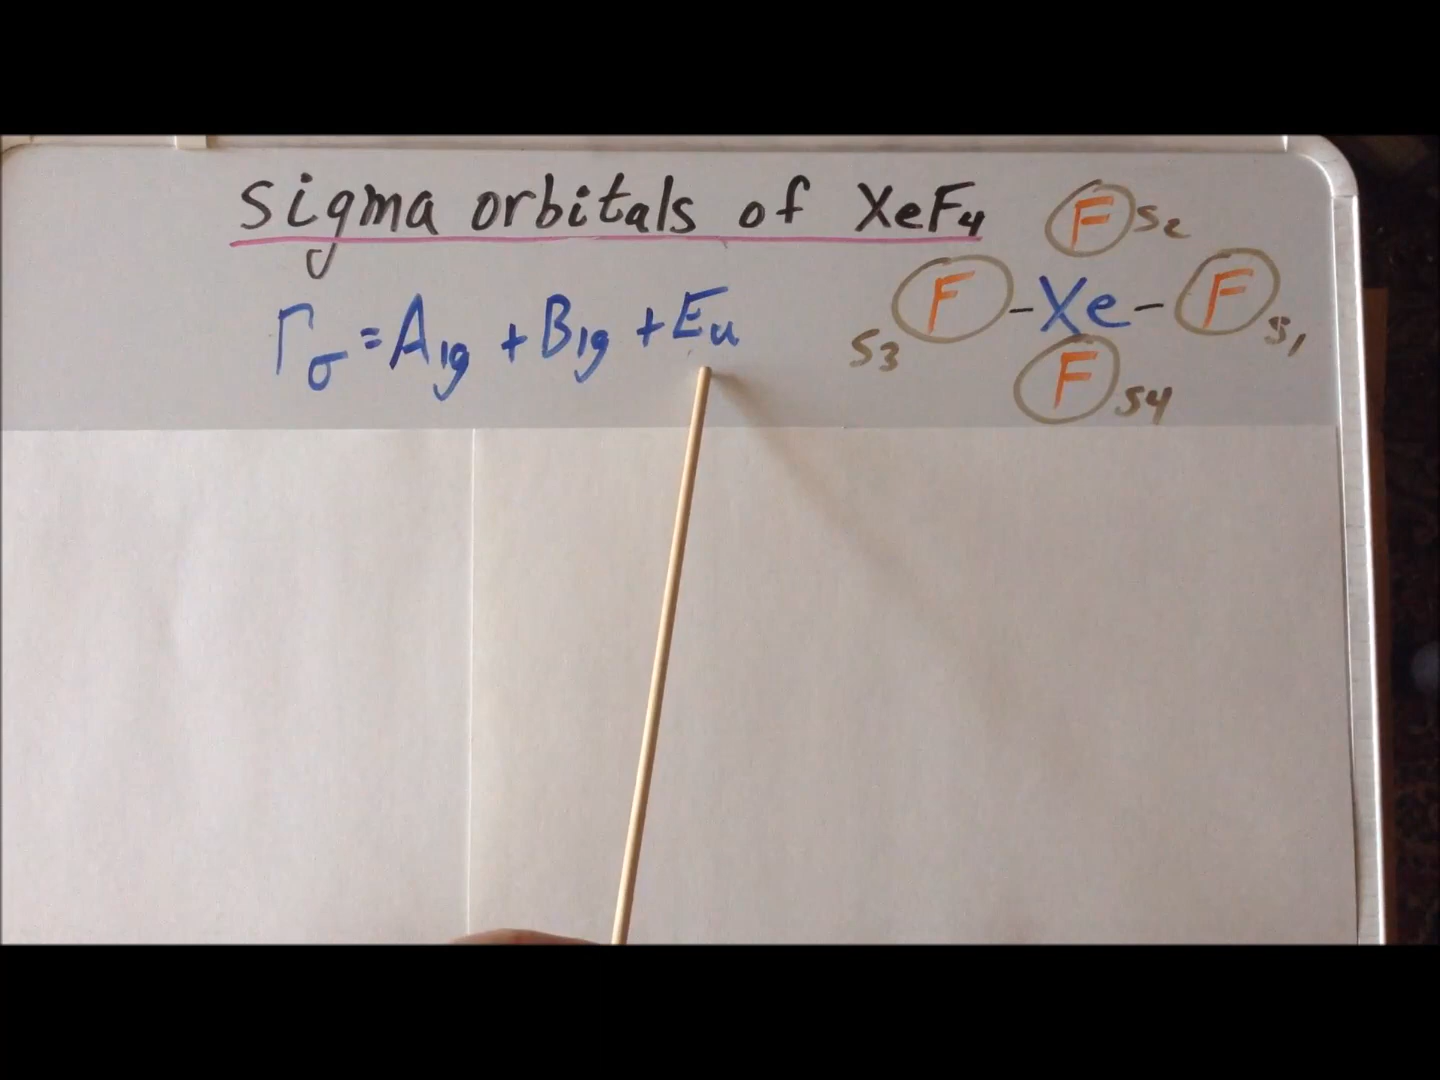 Sigma orbitals of XeF4
Γσ = A1g + B1g + Eu
F S2
F - Xe - F
S3 S1
F S4